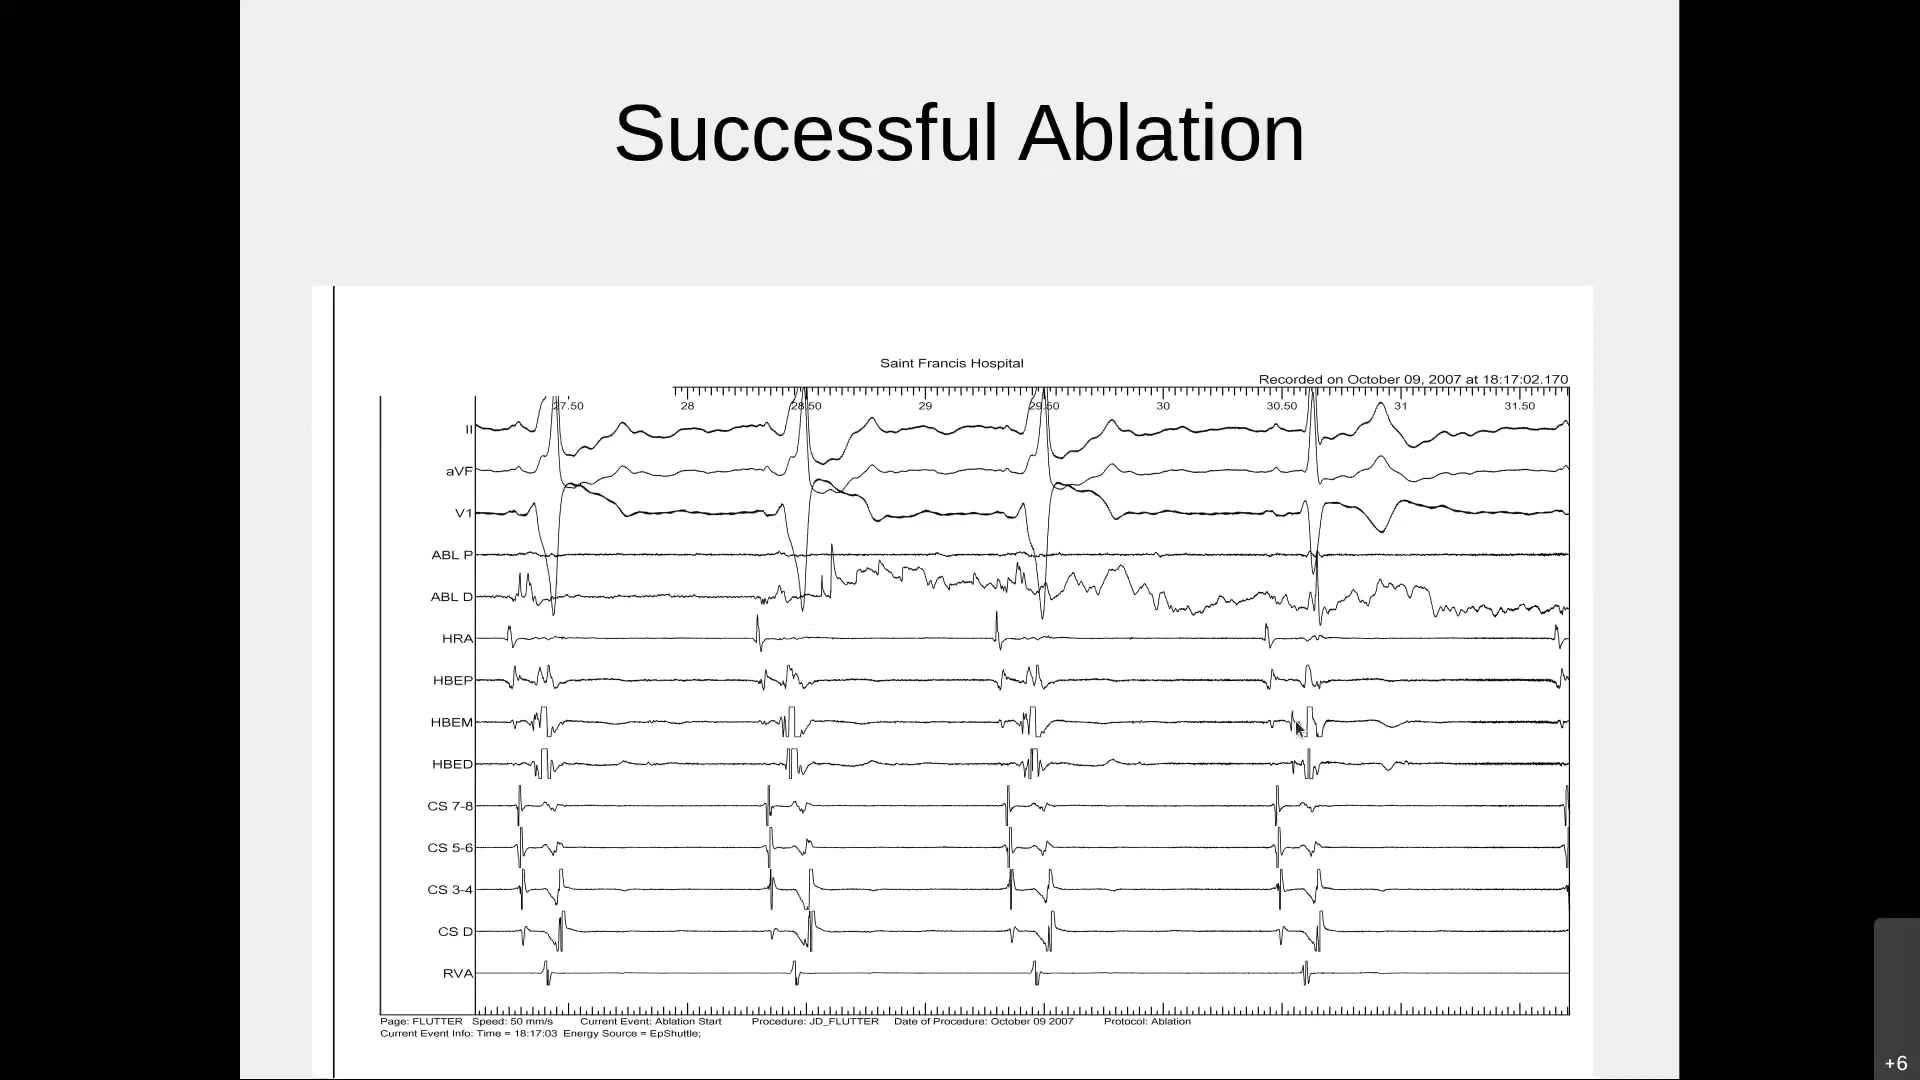 Successful Ablation
Saint Francis Hospital
Recorded on October 09, 2007 at 18:17:02.170
27.50 28 28.50 29 29.50 30 30.50 31 31.50
II
aVF
V1
ABL P
ABL D
HRA
HBEP
HBEM
HBED
CS 7-8
CS 5-6
CS 3-4
CS D
RVA
Page: FLUTTER Speed: 50 mm/s Current Event: Ablation Start Procedure: JD_FLUTTER Date of Procedure: October 09 2007 Protocol: Ablation
Current Event Info: Time = 18:17:03 Energy Source = EpShuttle;
+6